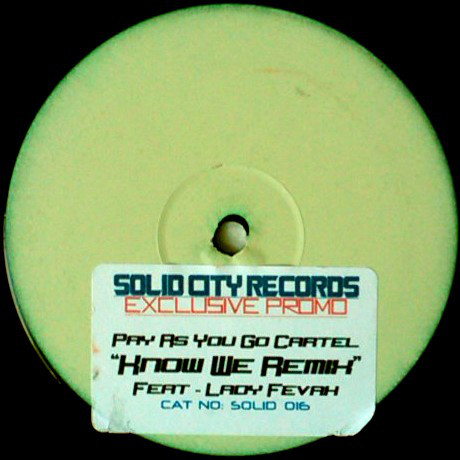 SOLID CITY RECORDS
EXCLUSIVE PROMO
PAY AS YOU GO CARTEL
"KNOW WE REMIX"
FEAT - LADY FEVAH
CAT NO: SOLID 016